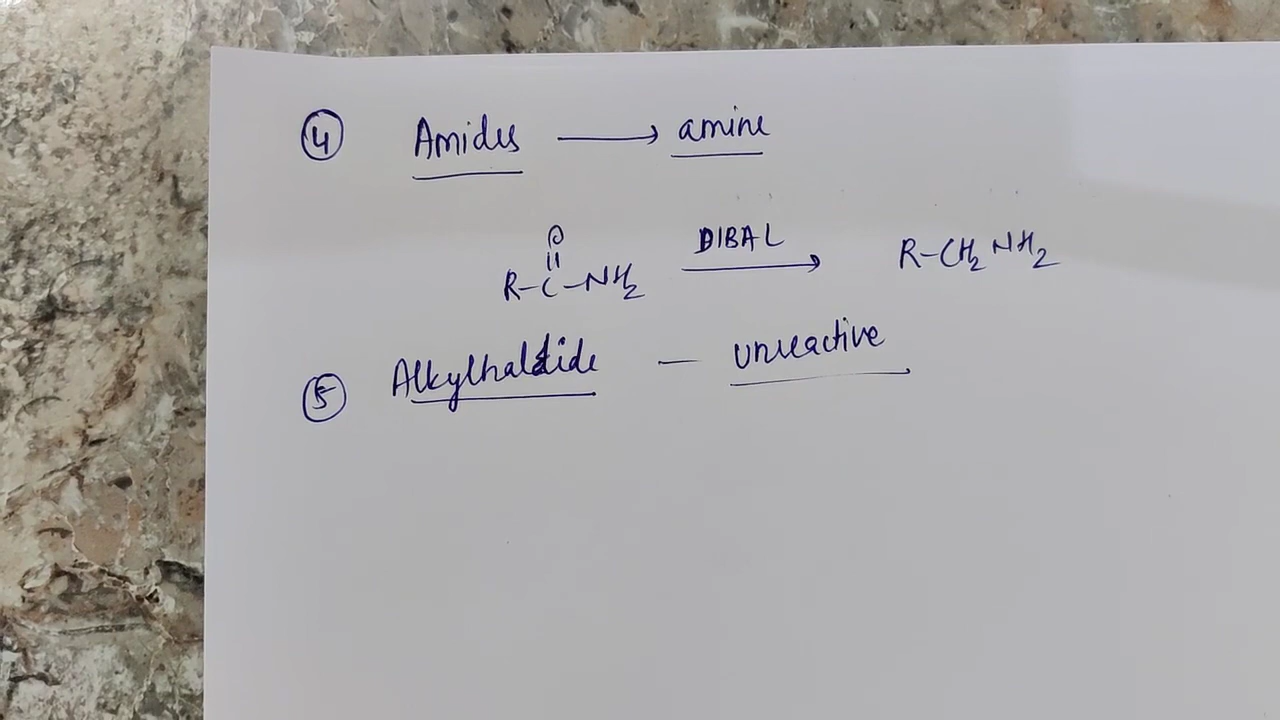 ④ Amides ⟶ amine
O
||
R-C-NH₂ DIBAL ⟶ R-CH₂NH₂
⑤ Alkylhalide — unreactive